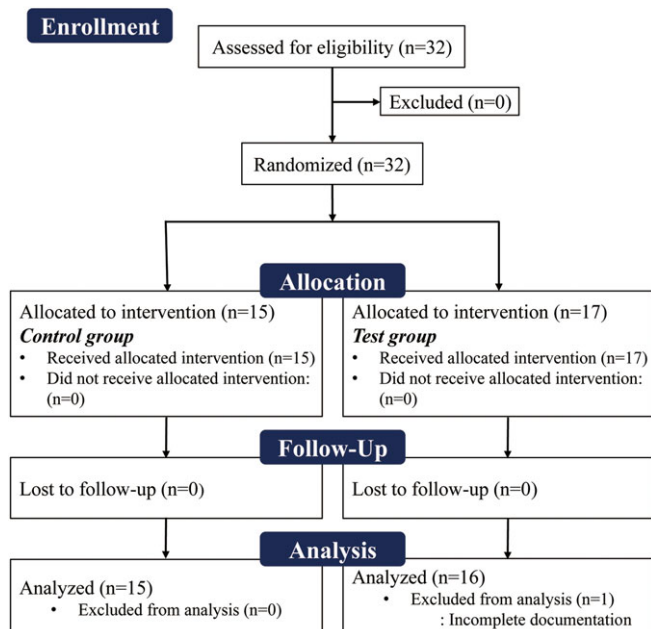 Enrollment
Assessed for eligibility (n=32)
Excluded (n=0)
Randomized (n=32)
Allocation
Allocated to intervention (n=15)
Control group
• Received allocated intervention (n=15)
• Did not receive allocated intervention:
(n=0)
Allocated to intervention (n=17)
Test group
• Received allocated intervention (n=17)
• Did not receive allocated intervention:
(n=0)
Follow-Up
Lost to follow-up (n=0)
Lost to follow-up (n=0)
Analysis
Analyzed (n=15)
• Excluded from analysis (n=0)
Analyzed (n=16)
• Excluded from analysis (n=1)
: Incomplete documentation